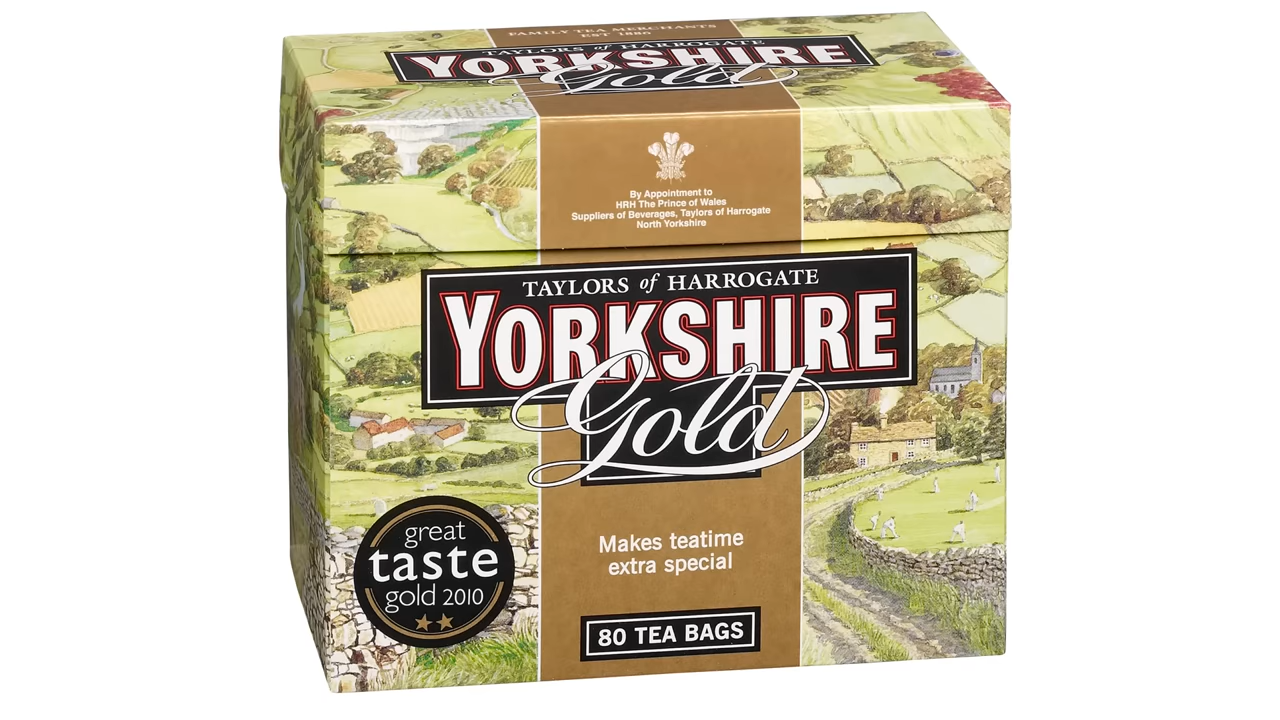 FAMILY TEA MERCHANTS
EST 1886
TAYLORS of HARROGATE
YORKSHIRE
Gold
By Appointment to
HRH The Prince of Wales
Suppliers of Beverages, Taylors of Harrogate
North Yorkshire
TAYLORS of HARROGATE
YORKSHIRE
Gold
great
taste
gold 2010
Makes teatime
extra special
80 TEA BAGS